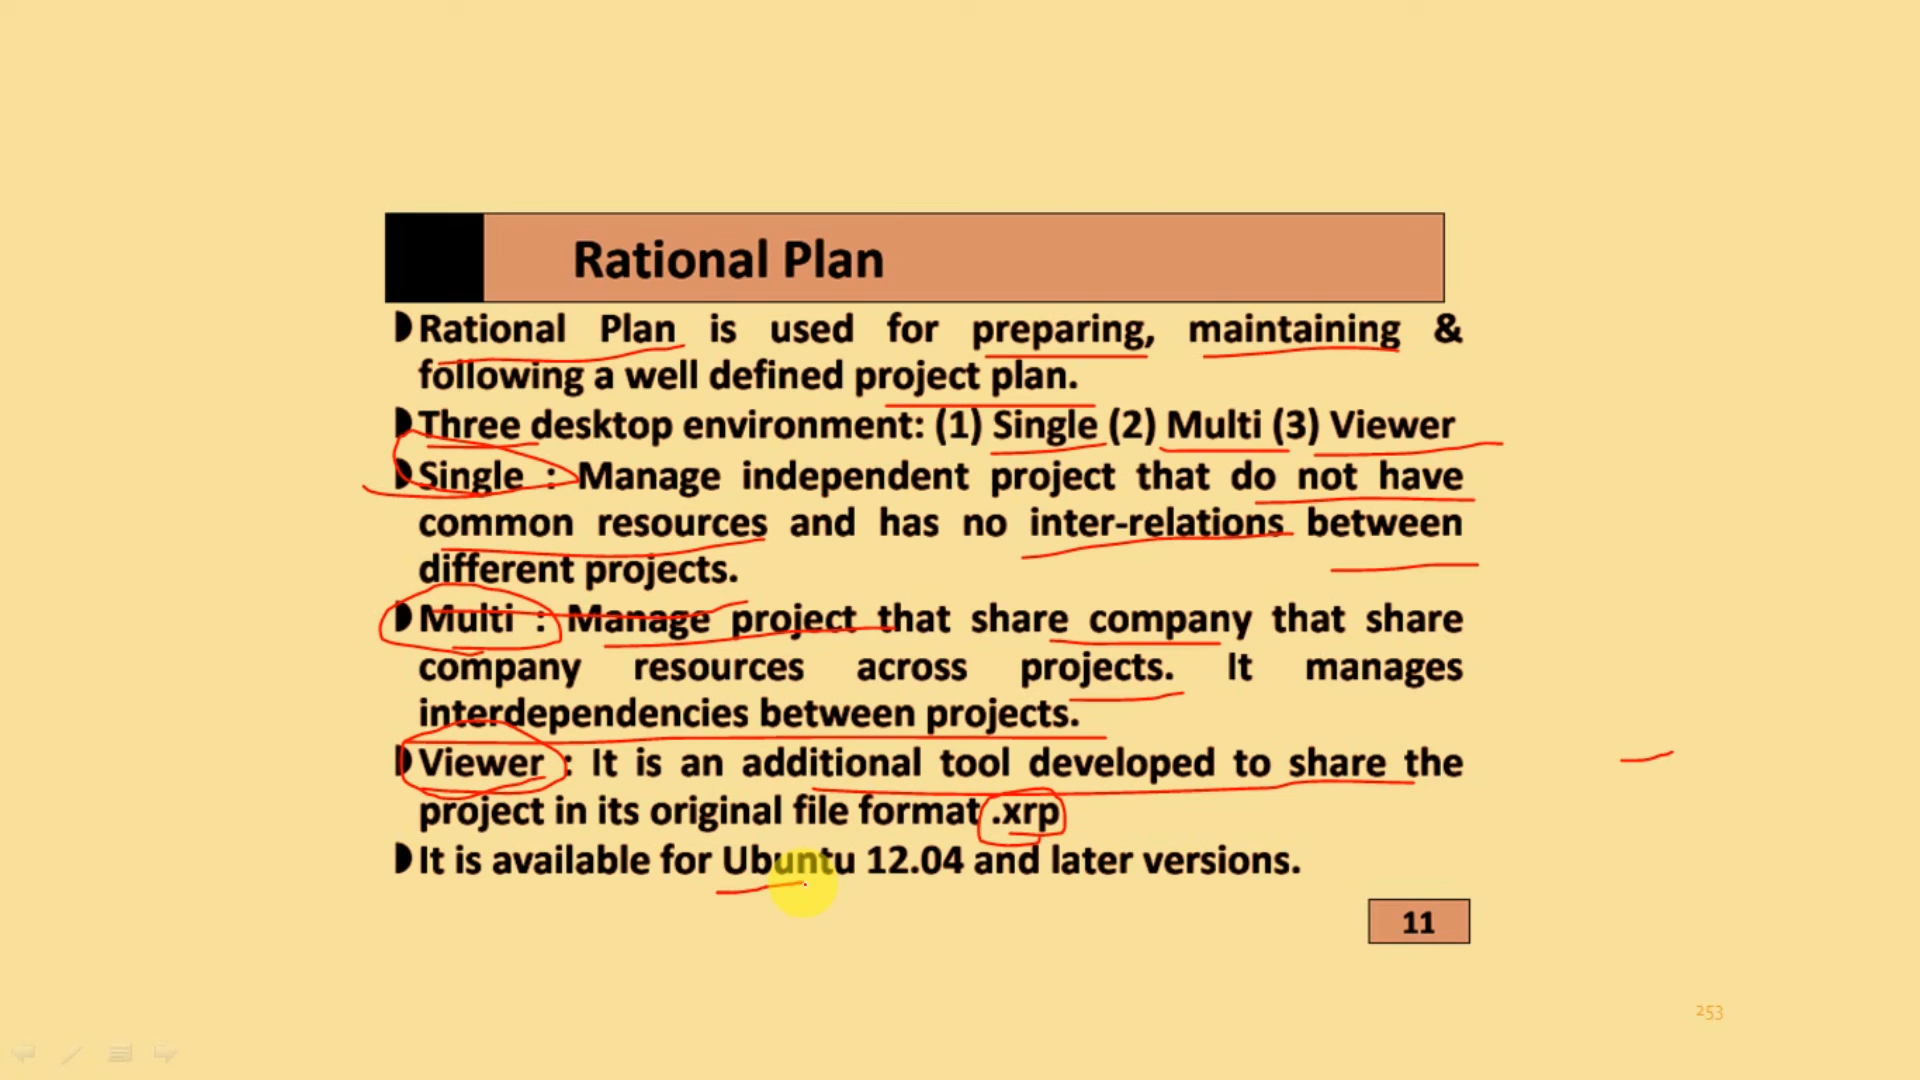 Rational Plan
Rational Plan is used for preparing, maintaining &
following a well defined project plan.
Three desktop environment: (1) Single (2) Multi (3) Viewer
Single : Manage independent project that do not have
common resources and has no inter-relations between
different projects.
Multi : Manage project that share company that share
company resources across projects. It manages
interdependencies between projects.
Viewer : It is an additional tool developed to share the
project in its original file format .xrp
It is available for Ubuntu 12.04 and later versions.
11
253